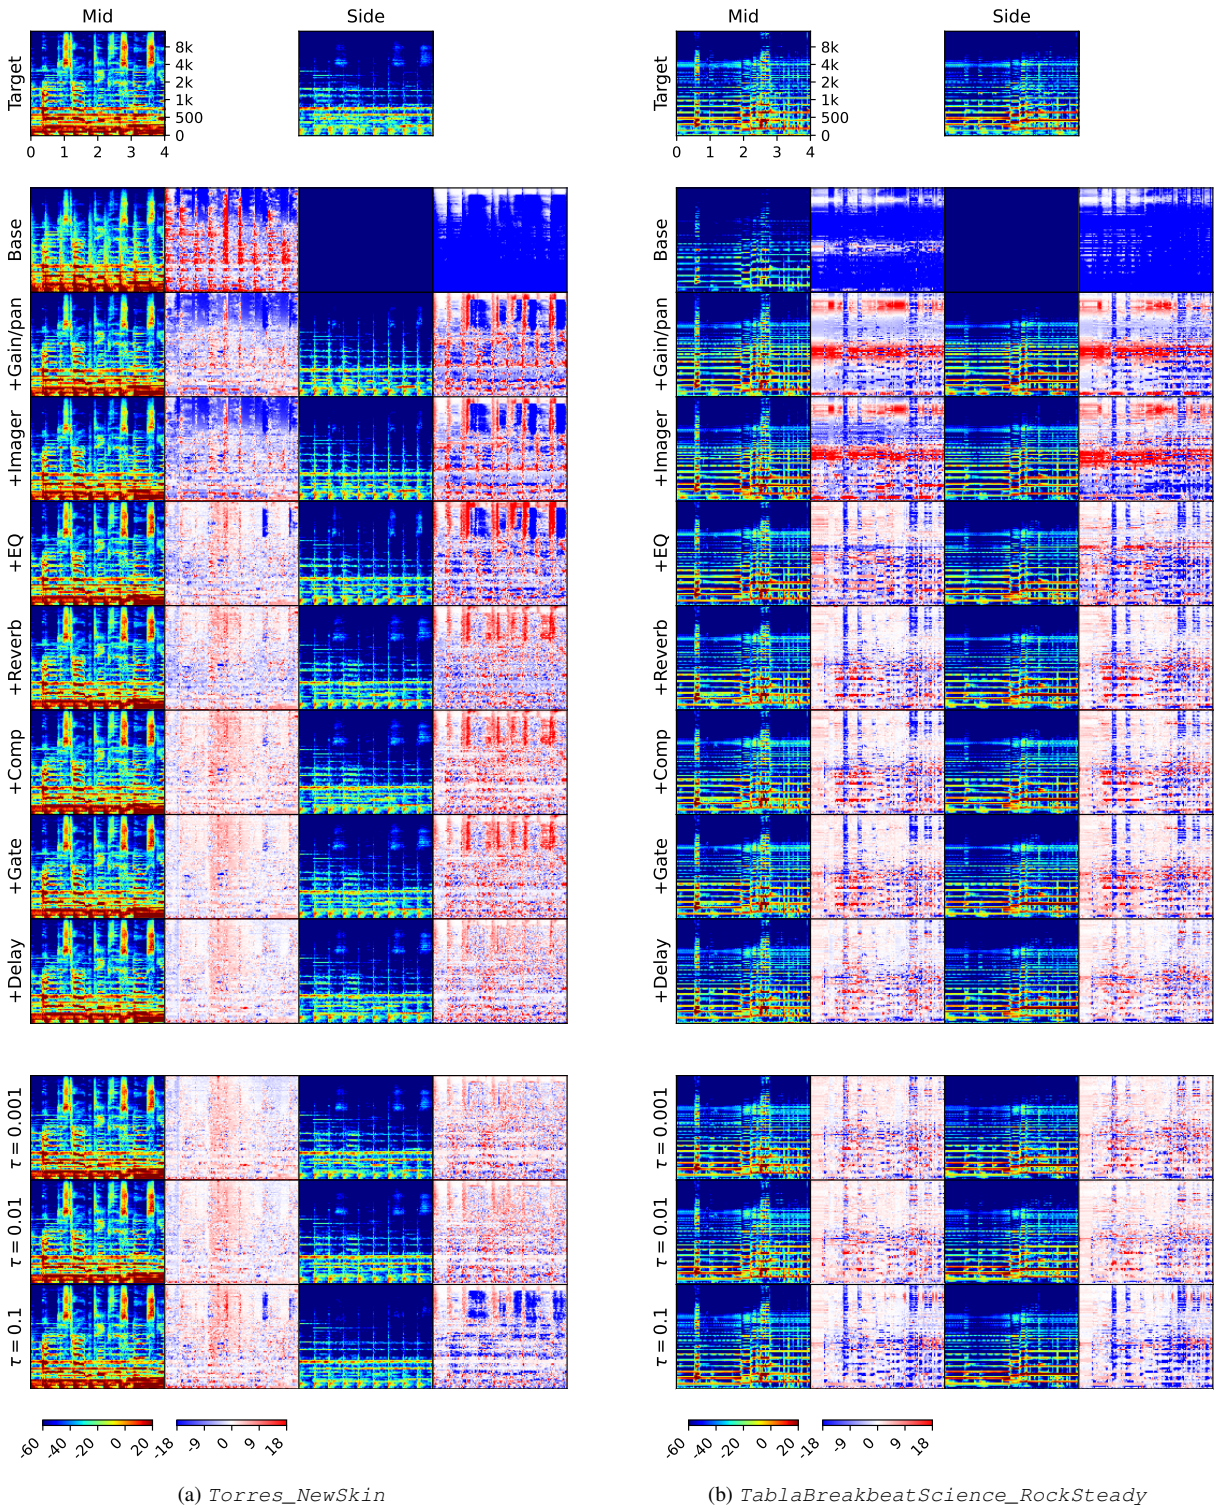 Mid Side Mid Side
Target 8k 4k 2k 1k 500 0 Target 8k 4k 2k 1k 500 0
0 1 2 3 4 0 1 2 3 4
Base Base
+Gain/pan +Gain/pan
+Imager +Imager
+EQ +EQ
+Reverb +Reverb
+Comp +Comp
+Gate +Gate
+Delay +Delay
τ = 0.001 τ = 0.001
τ = 0.01 τ = 0.01
τ = 0.1 τ = 0.1
-60 -40 -20 0 20 -18 -9 0 9 18 -60 -40 -20 0 20 -18 -9 0 9 18
(a) Torres_NewSkin (b) TablaBreakbeatScience_RockSteady